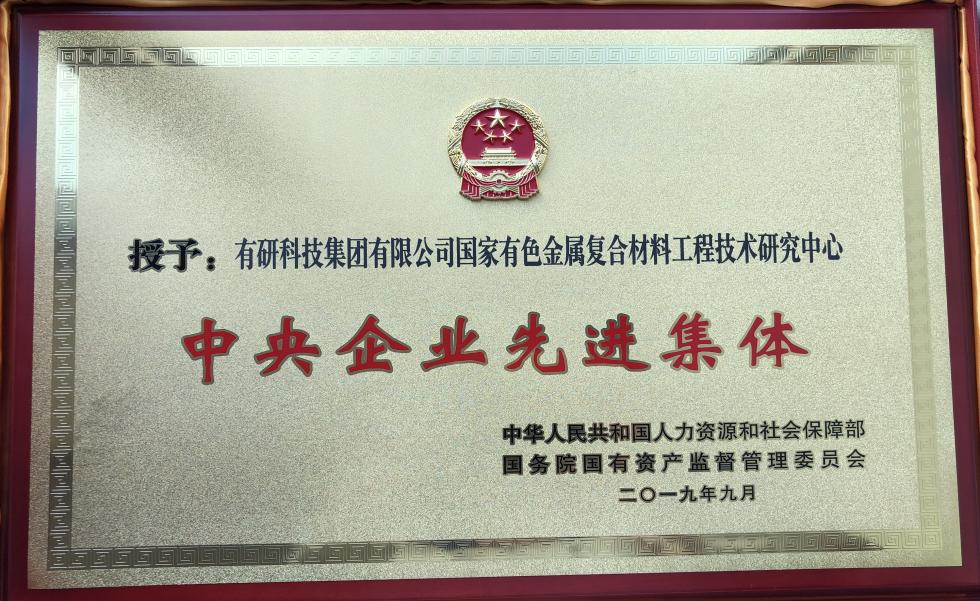 授予：有研科技集团有限公司国家有色金属复合材料工程技术研究中心
中央企业先进集体
中华人民共和国人力资源和社会保障部
国务院国有资产监督管理委员会
二〇一九年九月